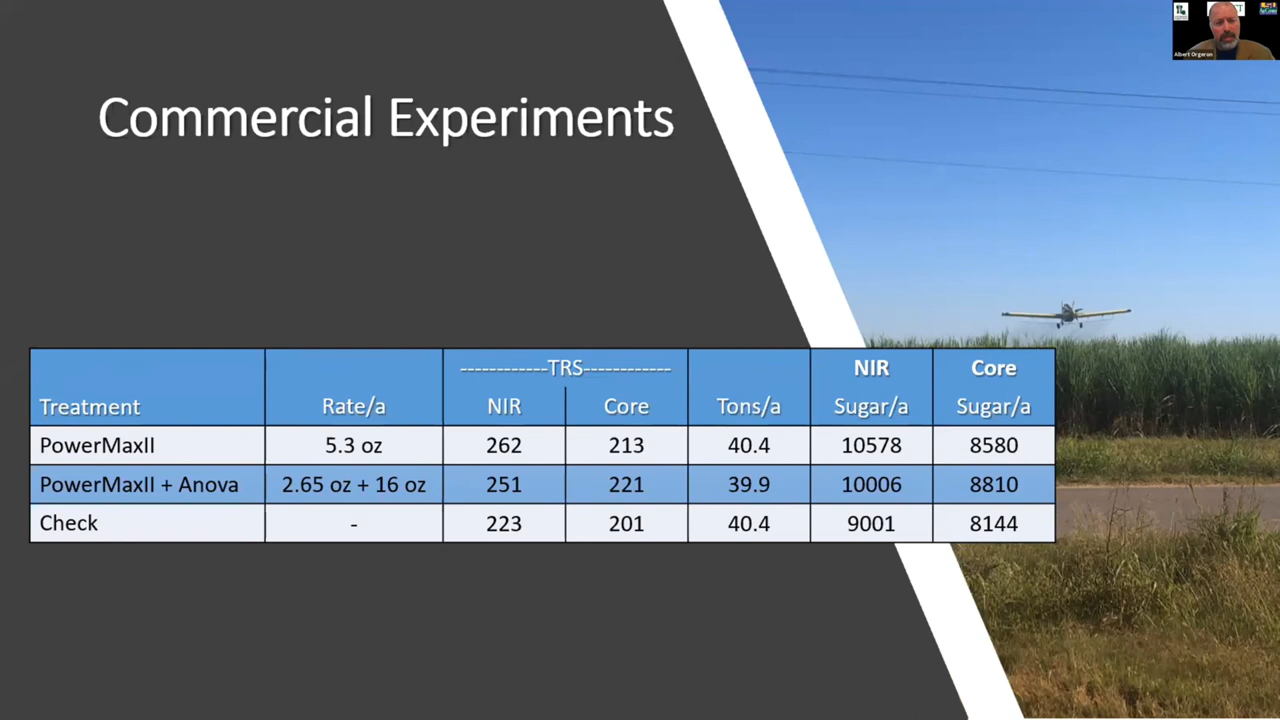 Albert Orgeron
Commercial Experiments
Treatment Rate/a ------------TRS------------ NIR Core Tons/a NIR Sugar/a Core Sugar/a
PowerMaxII 5.3 oz 262 213 40.4 10578 8580
PowerMaxII + Anova 2.65 oz + 16 oz 251 221 39.9 10006 8810
Check - 223 201 40.4 9001 8144